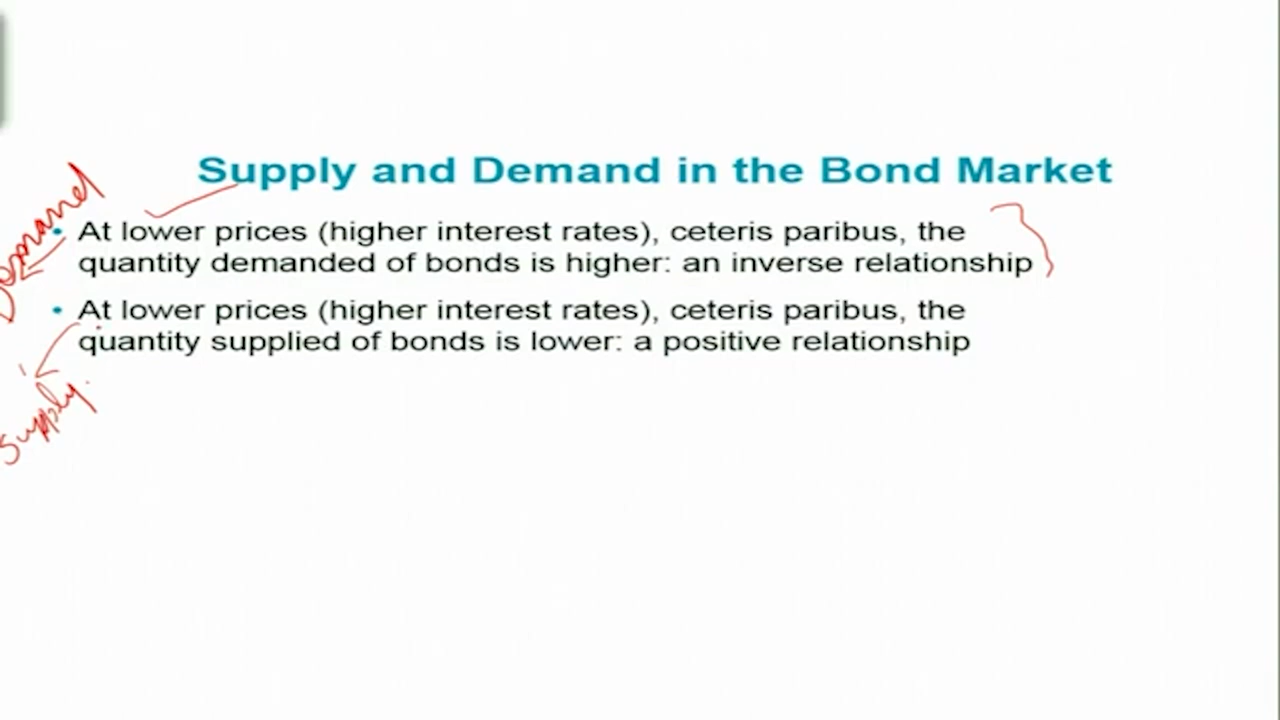 Supply and Demand in the Bond Market
Demand
• At lower prices (higher interest rates), ceteris paribus, the
quantity demanded of bonds is higher: an inverse relationship
• At lower prices (higher interest rates), ceteris paribus, the
quantity supplied of bonds is lower: a positive relationship
Supply.